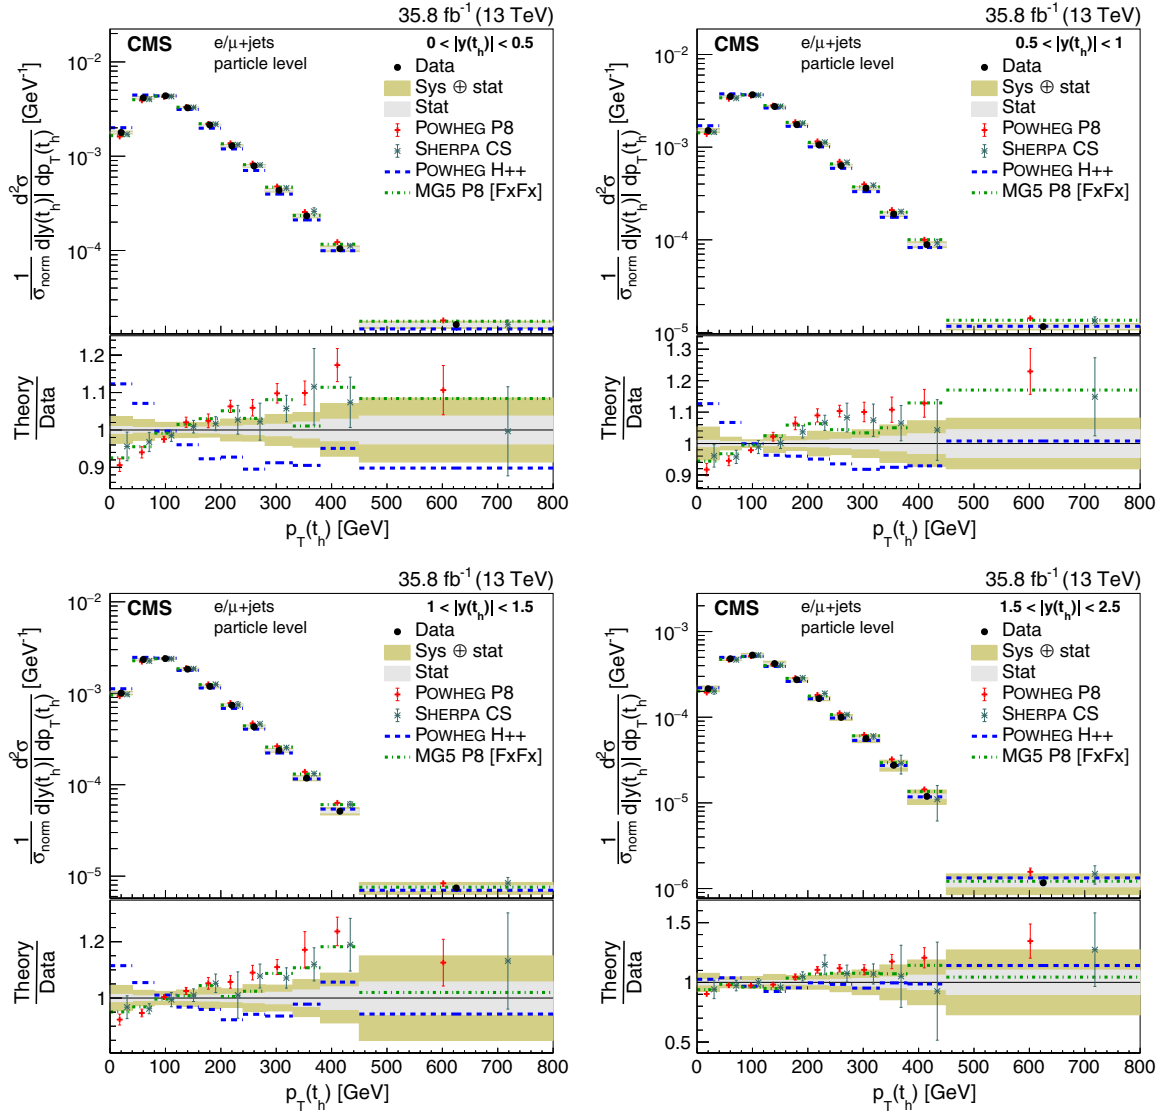 35.8 fb⁻¹ (13 TeV)
CMS
e/μ+jets
particle level
0 < |y(t_h)| < 0.5
Data
Sys ⊕ stat
Stat
POWHEG P8
SHERPA CS
POWHEG H++
MG5 P8 [FxFx]
1/σ_norm d²σ/d|y(t_h)| dp_T(t_h) [GeV⁻¹]
10⁻²
10⁻³
10⁻⁴
Theory/Data
1.2
1.1
1
0.9
0 100 200 300 400 500 600 700 800
p_T(t_h) [GeV]
35.8 fb⁻¹ (13 TeV)
CMS
e/μ+jets
particle level
0.5 < |y(t_h)| < 1
Data
Sys ⊕ stat
Stat
POWHEG P8
SHERPA CS
POWHEG H++
MG5 P8 [FxFx]
1/σ_norm d²σ/d|y(t_h)| dp_T(t_h) [GeV⁻¹]
10⁻²
10⁻³
10⁻⁴
10⁻⁵
Theory/Data
1.3
1.2
1.1
1
0.9
0 100 200 300 400 500 600 700 800
p_T(t_h) [GeV]
35.8 fb⁻¹ (13 TeV)
CMS
e/μ+jets
particle level
1 < |y(t_h)| < 1.5
Data
Sys ⊕ stat
Stat
POWHEG P8
SHERPA CS
POWHEG H++
MG5 P8 [FxFx]
1/σ_norm d²σ/d|y(t_h)| dp_T(t_h) [GeV⁻¹]
10⁻²
10⁻³
10⁻⁴
10⁻⁵
Theory/Data
1.2
1
0 100 200 300 400 500 600 700 800
p_T(t_h) [GeV]
35.8 fb⁻¹ (13 TeV)
CMS
e/μ+jets
particle level
1.5 < |y(t_h)| < 2.5
Data
Sys ⊕ stat
Stat
POWHEG P8
SHERPA CS
POWHEG H++
MG5 P8 [FxFx]
1/σ_norm d²σ/d|y(t_h)| dp_T(t_h) [GeV⁻¹]
10⁻³
10⁻⁴
10⁻⁵
10⁻⁶
Theory/Data
1.5
1
0.5
0 100 200 300 400 500 600 700 800
p_T(t_h) [GeV]